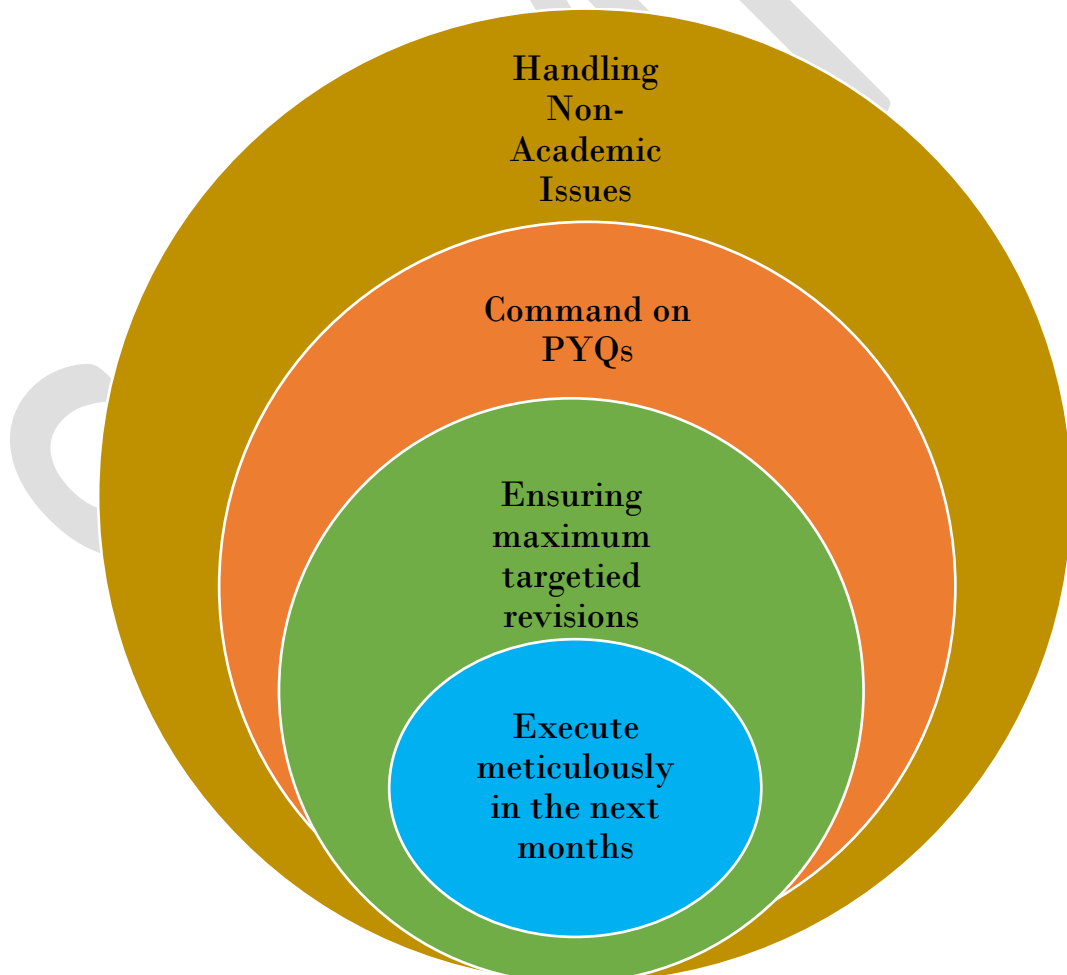 Handling
Non-
Academic
Issues
Command on
PYQs
Ensuring
maximum
targetied
revisions
Execute
meticulously
in the next
months